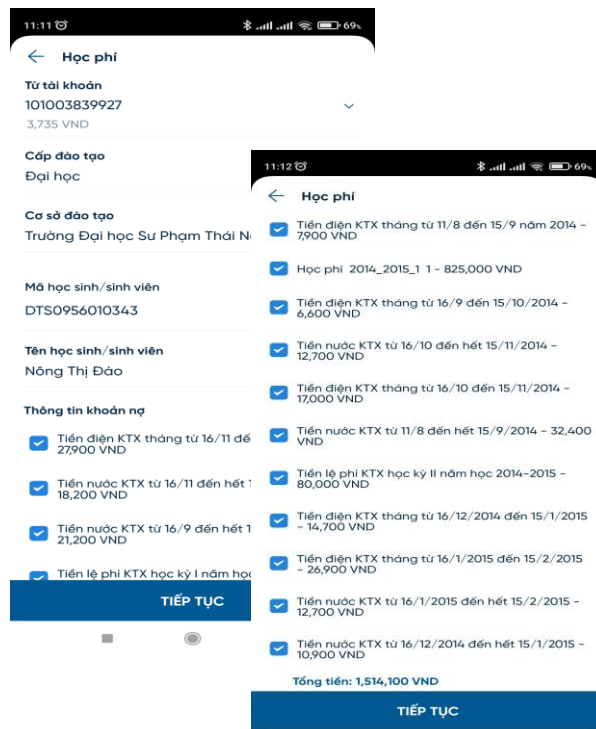 11:11
69%
Học phí
Từ tài khoản
101003839927
3,735 VND
Cấp đào tạo
Đại học
Cơ sở đào tạo
Trường Đại học Sư Phạm Thái
Mã học sinh/sinh viên
DTS0956010343
Tên học sinh/sinh viên
Nông Thị Đào
Thông tin khoản nợ
Tiền điện KTX tháng từ 16/11
27,900 VND
Tiền nước KTX từ 16/11 đến hết
18,200 VND
Tiền nước KTX từ 16/9 đến hết
21,200 VND
Tiền lệ phí KTX học kỳ I năm
TIẾP TỤC
11:12
69%
Học phí
Tiền điện KTX tháng từ 11/8 đến 15/9 năm 2014 -
7,900 VND
Học phí 2014_2015_1 1 - 825,000 VND
Tiền điện KTX tháng từ 16/9 đến 15/10/2014 -
6,600 VND
Tiền nước KTX từ 16/10 đến hết 15/11/2014 -
12,700 VND
Tiền điện KTX tháng từ 16/10 đến 15/11/2014 -
17,000 VND
Tiền nước KTX từ 11/8 đến hết 15/9/2014 - 32,400
VND
Tiền lệ phí KTX học kỳ II năm học 2014-2015 -
80,000 VND
Tiền điện KTX tháng từ 16/12/2014 đến 15/1/2015
- 14,700 VND
Tiền điện KTX tháng từ 16/1/2015 đến 15/2/2015
- 26,900 VND
Tiền nước KTX từ 16/1/2015 đến hết 15/2/2015 -
12,700 VND
Tiền nước KTX từ 16/12/2014 đến hết 15/1/2015 -
10,900 VND
Tổng tiền: 1,514,100 VND
TIẾP TỤC